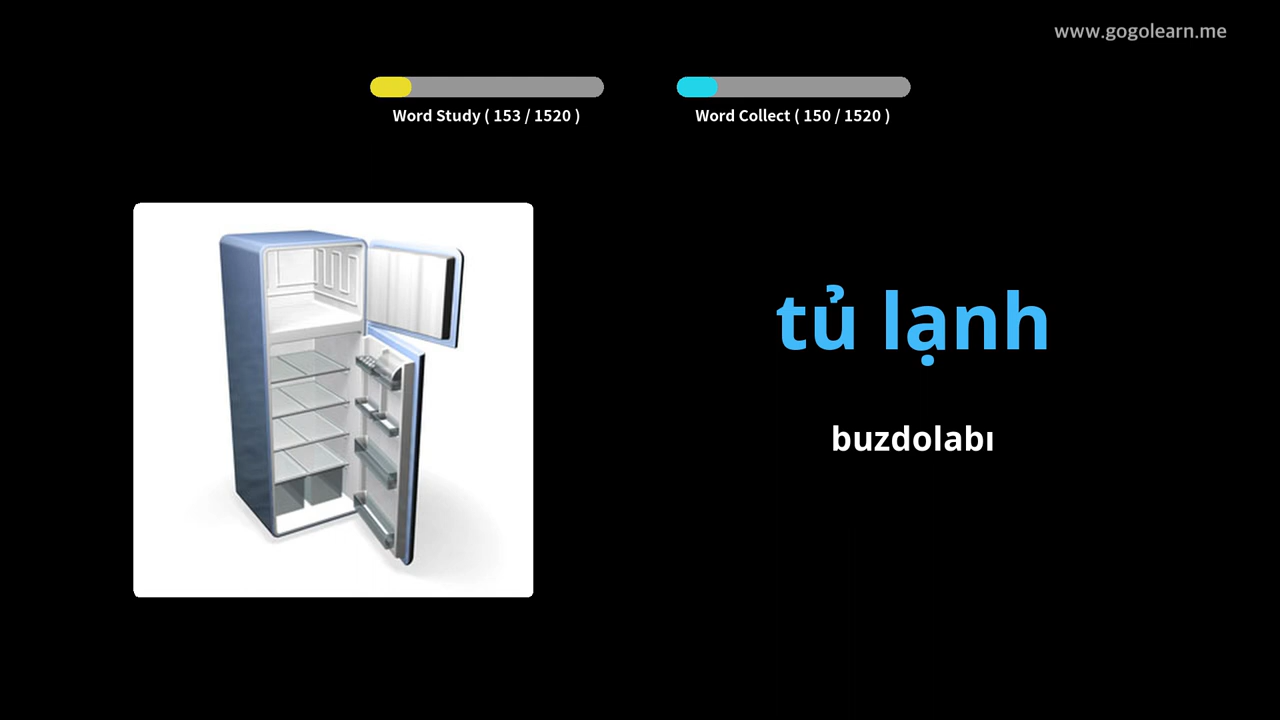 www.gogolearn.me
Word Study ( 153 / 1520 )
Word Collect ( 150 / 1520 )
tủ lạnh
buzdolabı